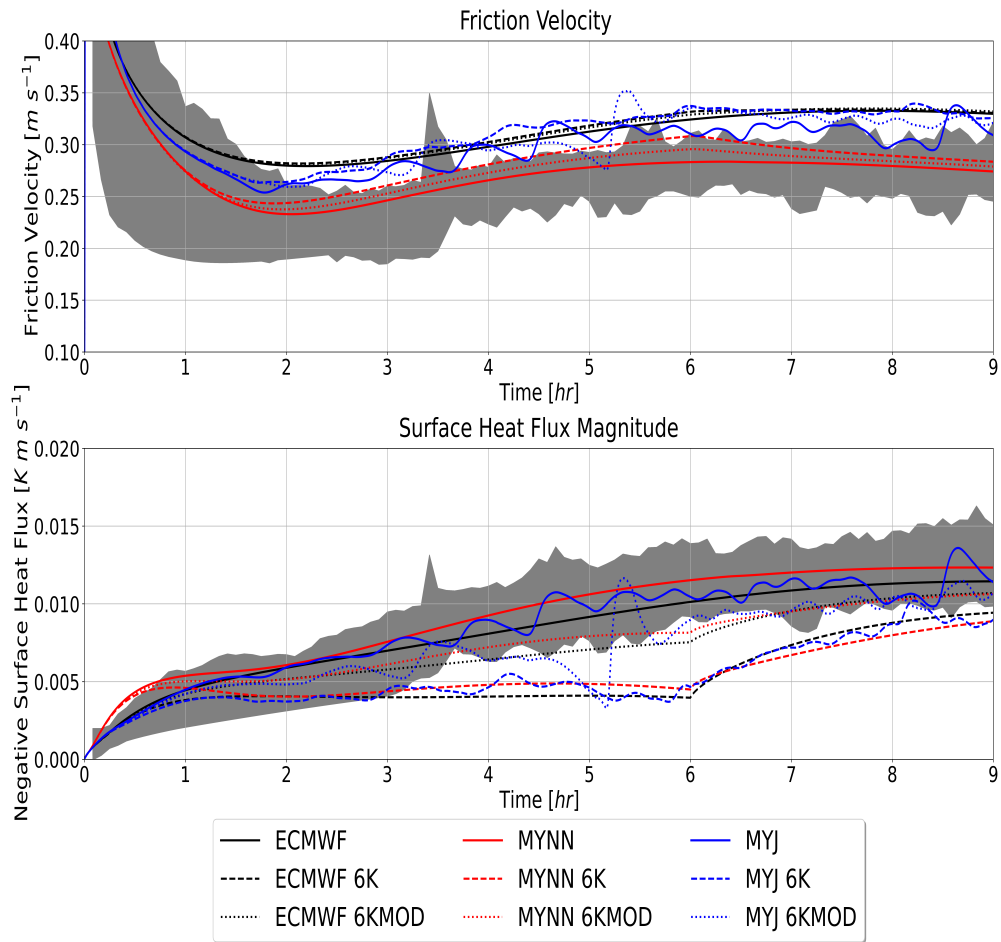 Friction Velocity
Friction Velocity [m s⁻¹]
0.40
0.35
0.30
0.25
0.20
0.15
0.10
0 1 2 3 4 5 6 7 8 9
Time [hr]
Surface Heat Flux Magnitude
Negative Surface Heat Flux [K m s⁻¹]
0.020
0.015
0.010
0.005
0.000
0 1 2 3 4 5 6 7 8 9
Time [hr]
ECMWF MYNN MYJ
ECMWF 6K MYNN 6K MYJ 6K
ECMWF 6KMOD MYNN 6KMOD MYJ 6KMOD